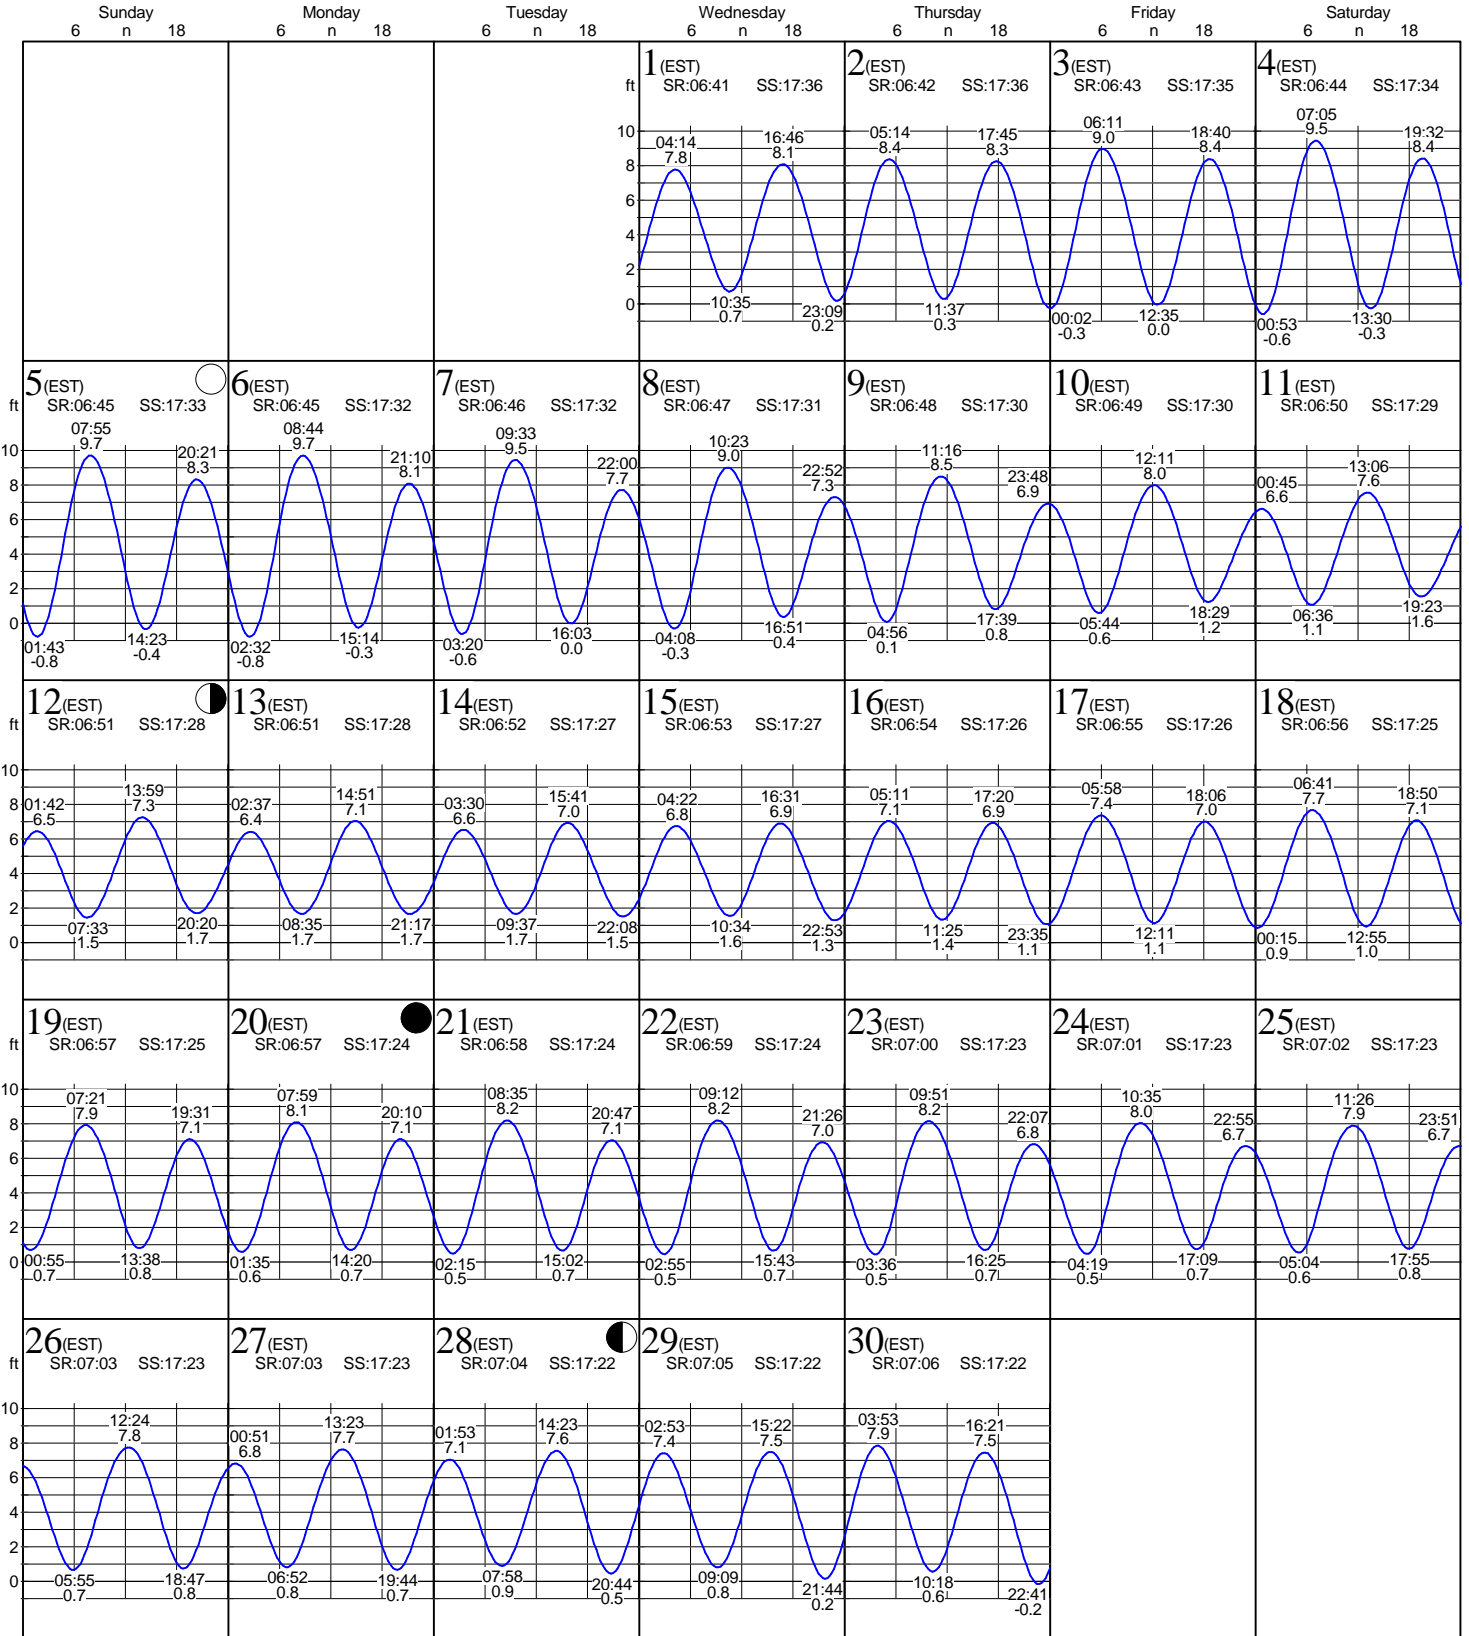 Sunday Monday Tuesday Wednesday Thursday Friday Saturday
6 n 18 6 n 18 6 n 18 6 n 18 6 n 18 6 n 18 6 n 18
1(EST) 2(EST) 3(EST) 4(EST)
ft SR:06:41 SS:17:36 SR:06:42 SS:17:36 SR:06:43 SS:17:35 SR:06:44 SS:17:34
10
8
6
4
2
0
04:14 16:46 05:14 17:45 06:11 18:40 07:05 19:32
7.8 8.1 8.4 8.3 9.0 8.4 9.5 8.4
10:35 23:09 11:37 00:02 12:35 00:53 13:30
0.7 0.2 0.3 -0.3 0.0 -0.6 -0.3
5(EST) 6(EST) 7(EST) 8(EST) 9(EST) 10(EST) 11(EST)
ft SR:06:45 SS:17:33 SR:06:45 SS:17:32 SR:06:46 SS:17:32 SR:06:47 SS:17:31 SR:06:48 SS:17:30 SR:06:49 SS:17:30 SR:06:50 SS:17:29
10
8
6
4
2
0
07:55 20:21 08:44 21:10 09:33 22:00 10:23 22:52 11:16 23:48 12:11 00:45 13:06
9.7 8.3 9.7 8.1 9.5 7.7 9.0 7.3 8.5 6.9 8.0 6.6 7.6
01:43 14:23 02:32 15:14 03:20 16:03 04:08 16:51 04:56 17:39 05:44 18:29 06:36 19:23
-0.8 -0.4 -0.8 -0.3 -0.6 0.0 -0.3 0.4 0.1 0.8 0.6 1.2 1.1 1.6
12(EST) 13(EST) 14(EST) 15(EST) 16(EST) 17(EST) 18(EST)
ft SR:06:51 SS:17:28 SR:06:51 SS:17:28 SR:06:52 SS:17:27 SR:06:53 SS:17:27 SR:06:54 SS:17:26 SR:06:55 SS:17:26 SR:06:56 SS:17:25
10
8
6
4
2
0
01:42 13:59 02:37 14:51 03:30 15:41 04:22 16:31 05:11 17:20 05:58 18:06 06:41 18:50
6.5 7.3 6.4 7.1 6.6 7.0 6.8 6.9 7.1 6.9 7.4 7.0 7.7 7.1
07:33 20:20 08:35 21:17 09:37 22:08 10:34 22:53 11:25 23:35 12:11 00:15 12:55
1.5 1.7 1.7 1.7 1.7 1.5 1.6 1.3 1.4 1.1 1.1 0.9 1.0
19(EST) 20(EST) 21(EST) 22(EST) 23(EST) 24(EST) 25(EST)
ft SR:06:57 SS:17:25 SR:06:57 SS:17:24 SR:06:58 SS:17:24 SR:06:59 SS:17:24 SR:07:00 SS:17:23 SR:07:01 SS:17:23 SR:07:02 SS:17:23
10
8
6
4
2
0
07:21 19:31 07:59 20:10 08:35 20:47 09:12 21:26 09:51 22:07 10:35 22:55 11:26 23:51
7.9 7.1 8.1 7.1 8.2 7.1 8.2 7.0 8.2 6.8 8.0 6.7 7.9 6.7
00:55 13:38 01:35 14:20 02:15 15:02 02:55 15:43 03:36 16:25 04:19 17:09 05:04 17:55
0.7 0.8 0.6 0.7 0.5 0.7 0.5 0.7 0.5 0.7 0.5 0.7 0.6 0.8
26(EST) 27(EST) 28(EST) 29(EST) 30(EST)
ft SR:07:03 SS:17:23 SR:07:03 SS:17:23 SR:07:04 SS:17:22 SR:07:05 SS:17:22 SR:07:06 SS:17:22
10
8
6
4
2
0
12:24 00:51 13:23 01:53 14:23 02:53 15:22 03:53 16:21
7.8 6.8 7.7 7.1 7.6 7.4 7.5 7.9 7.5
05:55 18:47 06:52 19:44 07:58 20:44 09:09 21:44 10:18 22:41
0.7 0.8 0.8 0.7 0.9 0.5 0.8 0.2 0.6 -0.2